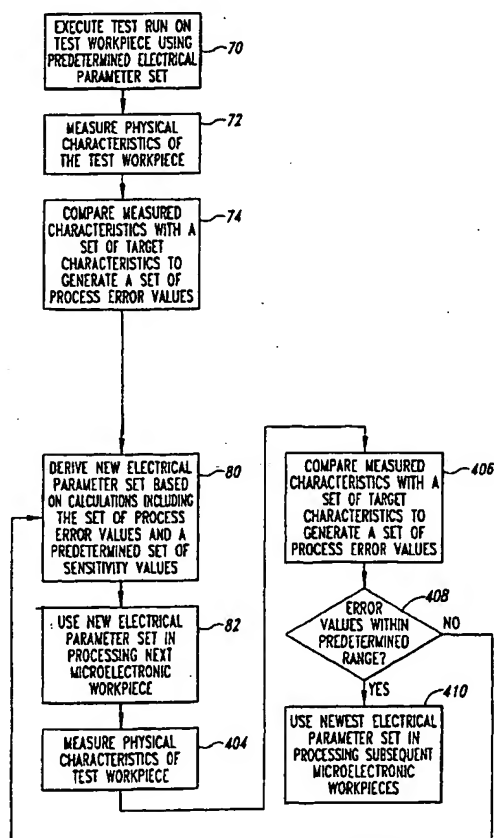 EXECUTE TEST RUN ON
TEST WORKPIECE USING
PREDETERMINED ELECTRICAL
PARAMETER SET
70
MEASURE PHYSICAL
CHARACTERISTICS OF
THE TEST WORKPIECE
72
COMPARE MEASURED
CHARACTERISTICS WITH A
SET OF TARGET
CHARACTERISTICS TO
GENERATE A SET OF
PROCESS ERROR VALUES
74
DERIVE NEW ELECTRICAL
PARAMETER SET BASED
ON CALCULATIONS INCLUDING
THE SET OF PROCESS
ERROR VALUES AND A
PREDETERMINED SET OF
SENSITIVITY VALUES
80
USE NEW ELECTRICAL
PARAMETER SET IN
PROCESSING NEXT
MICROELECTRONIC
WORKPIECE
82
MEASURE PHYSICAL
CHARACTERISTICS OF
TEST WORKPIECE
404
COMPARE MEASURED
CHARACTERISTICS WITH A
SET OF TARGET
CHARACTERISTICS TO
GENERATE A SET OF
PROCESS ERROR VALUES
406
ERROR
VALUES WITHIN
PREDETERMINED
RANGE?
408
NO
YES
410
USE NEWEST ELECTRICAL
PARAMETER SET IN
PROCESSING SUBSEQUENT
MICROELECTRONIC
WORKPIECES